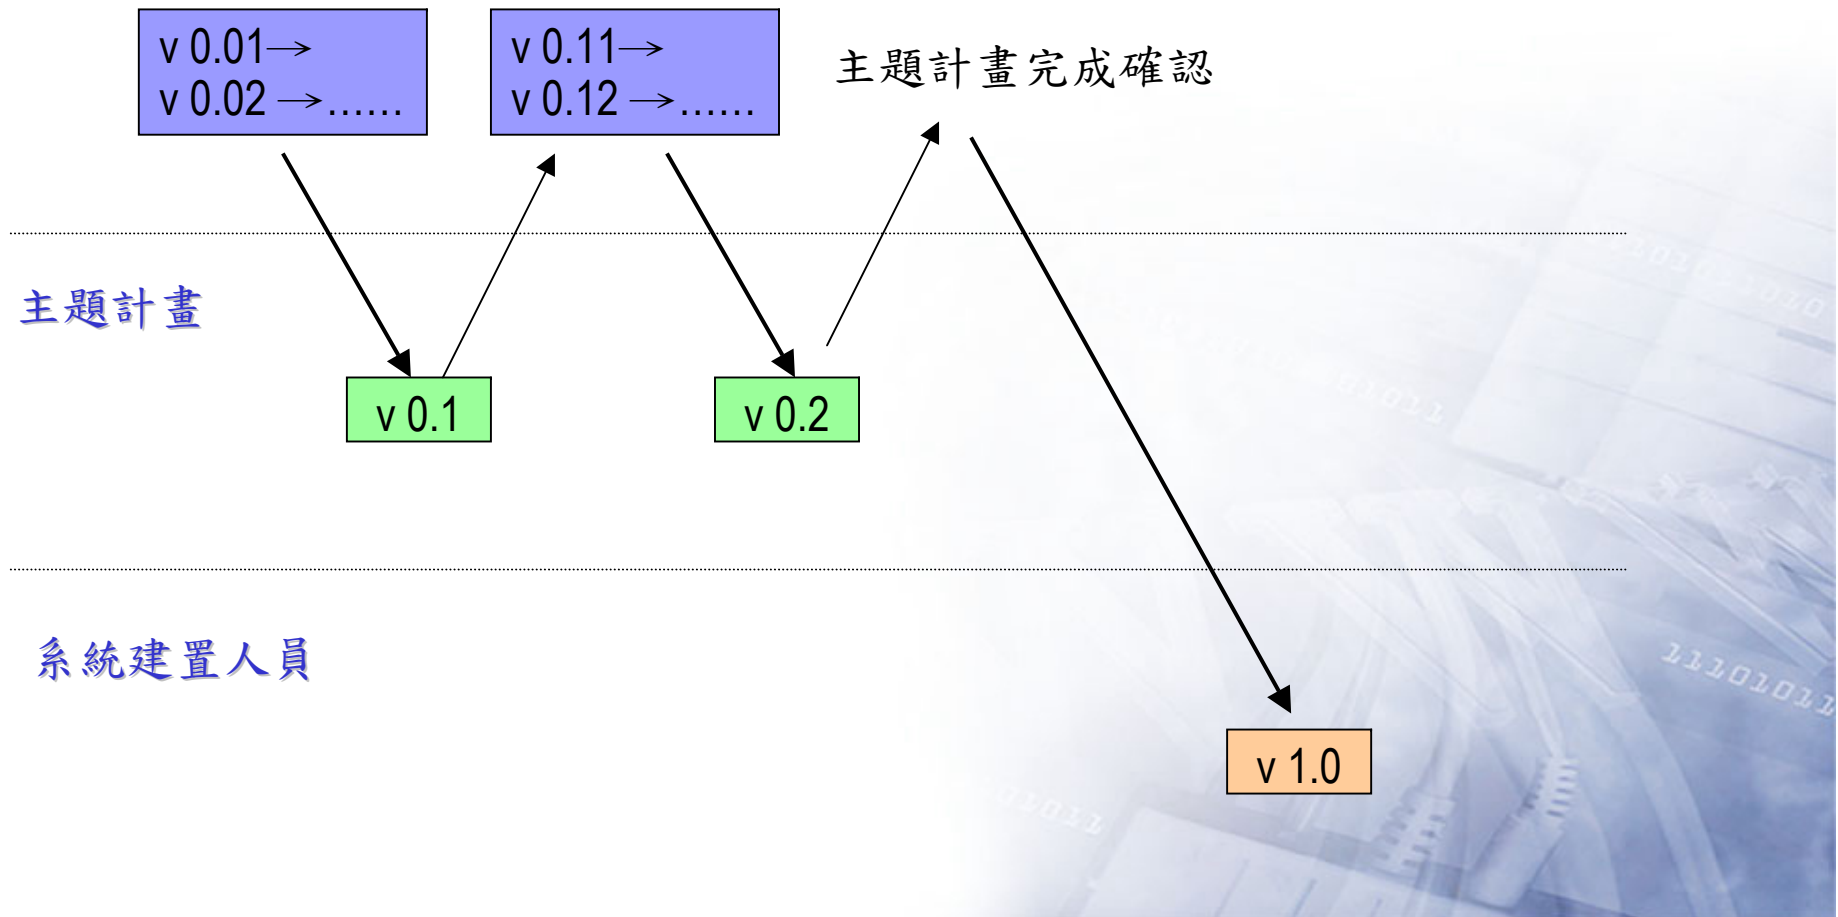 v 0.01→
v 0.02 →......
v 0.11→
v 0.12 →......
主題計畫完成確認
主題計畫
v 0.1
v 0.2
系統建置人員
v 1.0
11101011